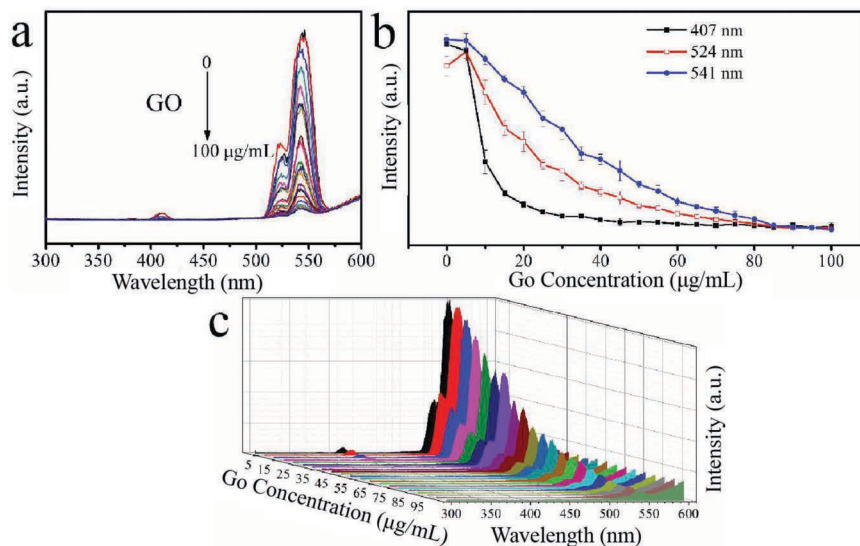 a
0
GO
100 μg/mL
Intensity (a.u.)
300 350 400 450 500 550 600
Wavelength (nm)
b
407 nm
524 nm
541 nm
Intensity (a.u.)
0 20 40 60 80 100
Go Concentration (μg/mL)
c
Intensity (a.u.)
5 15 25 35 45 55 65 75 85 95
Go Concentration (μg/mL)
300 350 400 450 500 550 600
Wavelength (nm)